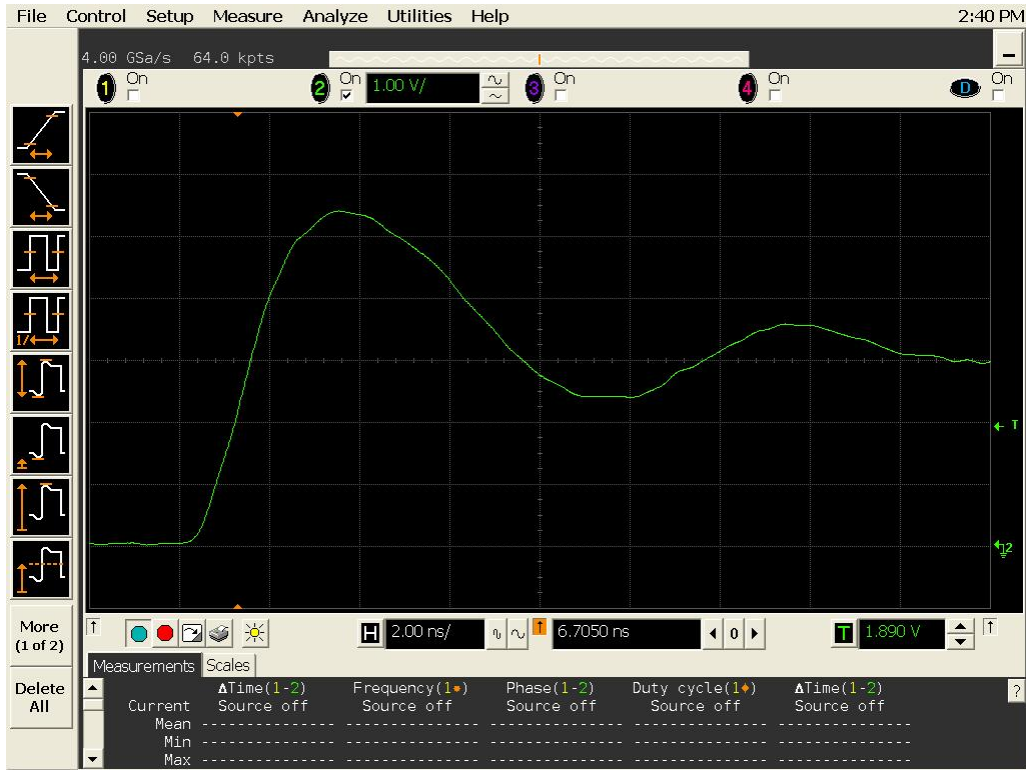 File Control Setup Measure Analyze Utilities Help 2:40 PM
4.00 GSa/s 64.0 kpts
1 On 2 On 1.00 V/ 3 On 4 On D On
T
2
More
(1 of 2)
Delete
All
1/
H 2.00 ns/ 6.7050 ns 0 T 1.890 V
Measurements Scales
ΔTime(1-2) Frequency(1) Phase(1-2) Duty cycle(1) ΔTime(1-2) ?
Current Source off Source off Source off Source off Source off
Mean -------------- -------------- -------------- -------------- --------------
Min -------------- -------------- -------------- -------------- --------------
Max -------------- -------------- -------------- -------------- --------------